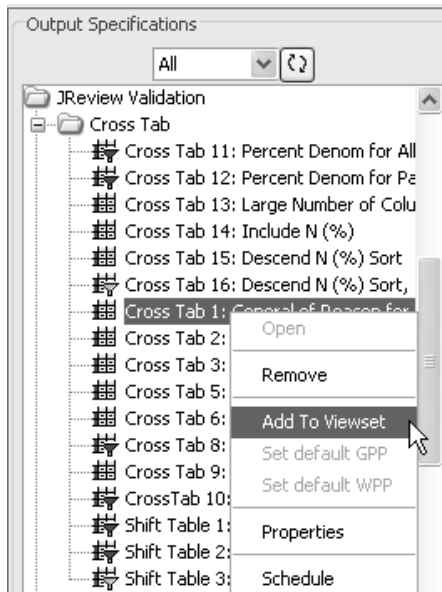 Output Specifications
All
JReview Validation
Cross Tab
Cross Tab 11: Percent Denom for All
Cross Tab 12: Percent Denom for Pa
Cross Tab 13: Large Number of Colu
Cross Tab 14: Include N (%)
Cross Tab 15: Descend N (%) Sort
Cross Tab 16: Descend N (%) Sort,
Cross Tab 1: General of Reason for
Cross Tab 2:
Cross Tab 3:
Cross Tab 5:
Cross Tab 6:
Cross Tab 8:
Cross Tab 9:
CrossTab 10:
Shift Table 1:
Shift Table 2:
Shift Table 3:
Open
Remove
Add To Viewset
Set default GPP
Set default WPP
Properties
Schedule